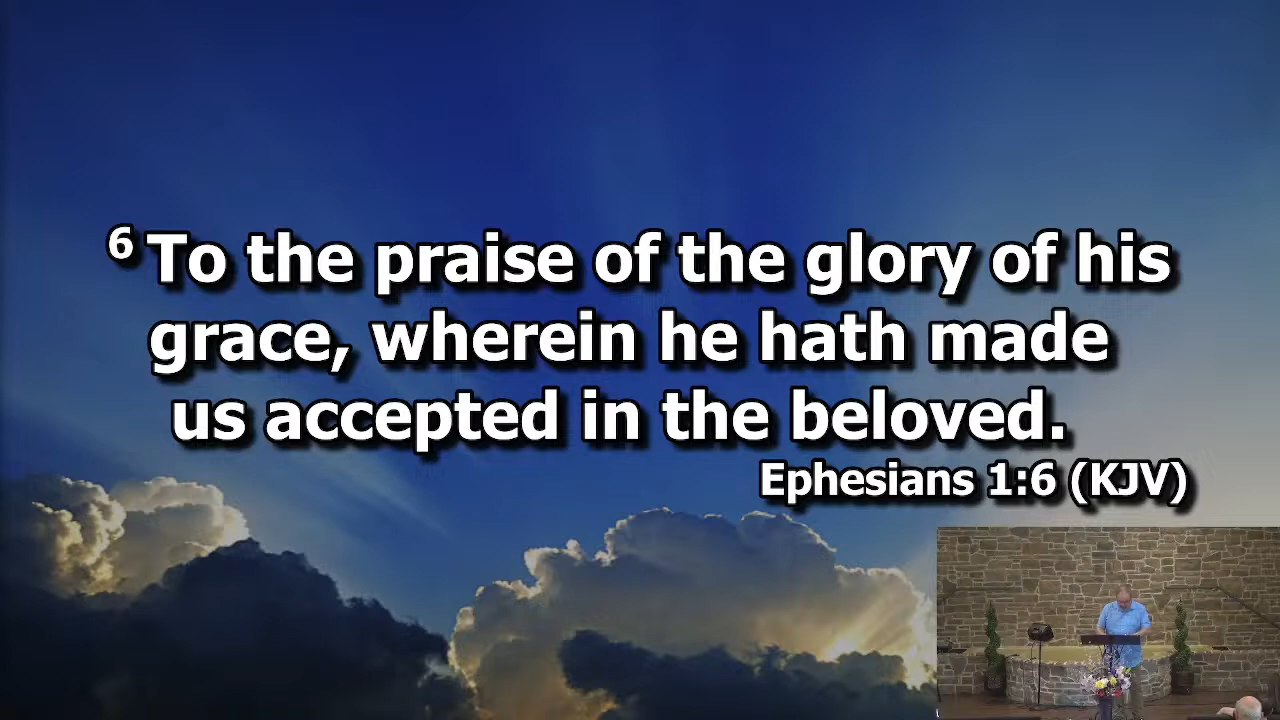 6 To the praise of the glory of his
grace, wherein he hath made
us accepted in the beloved.
Ephesians 1:6 (KJV)